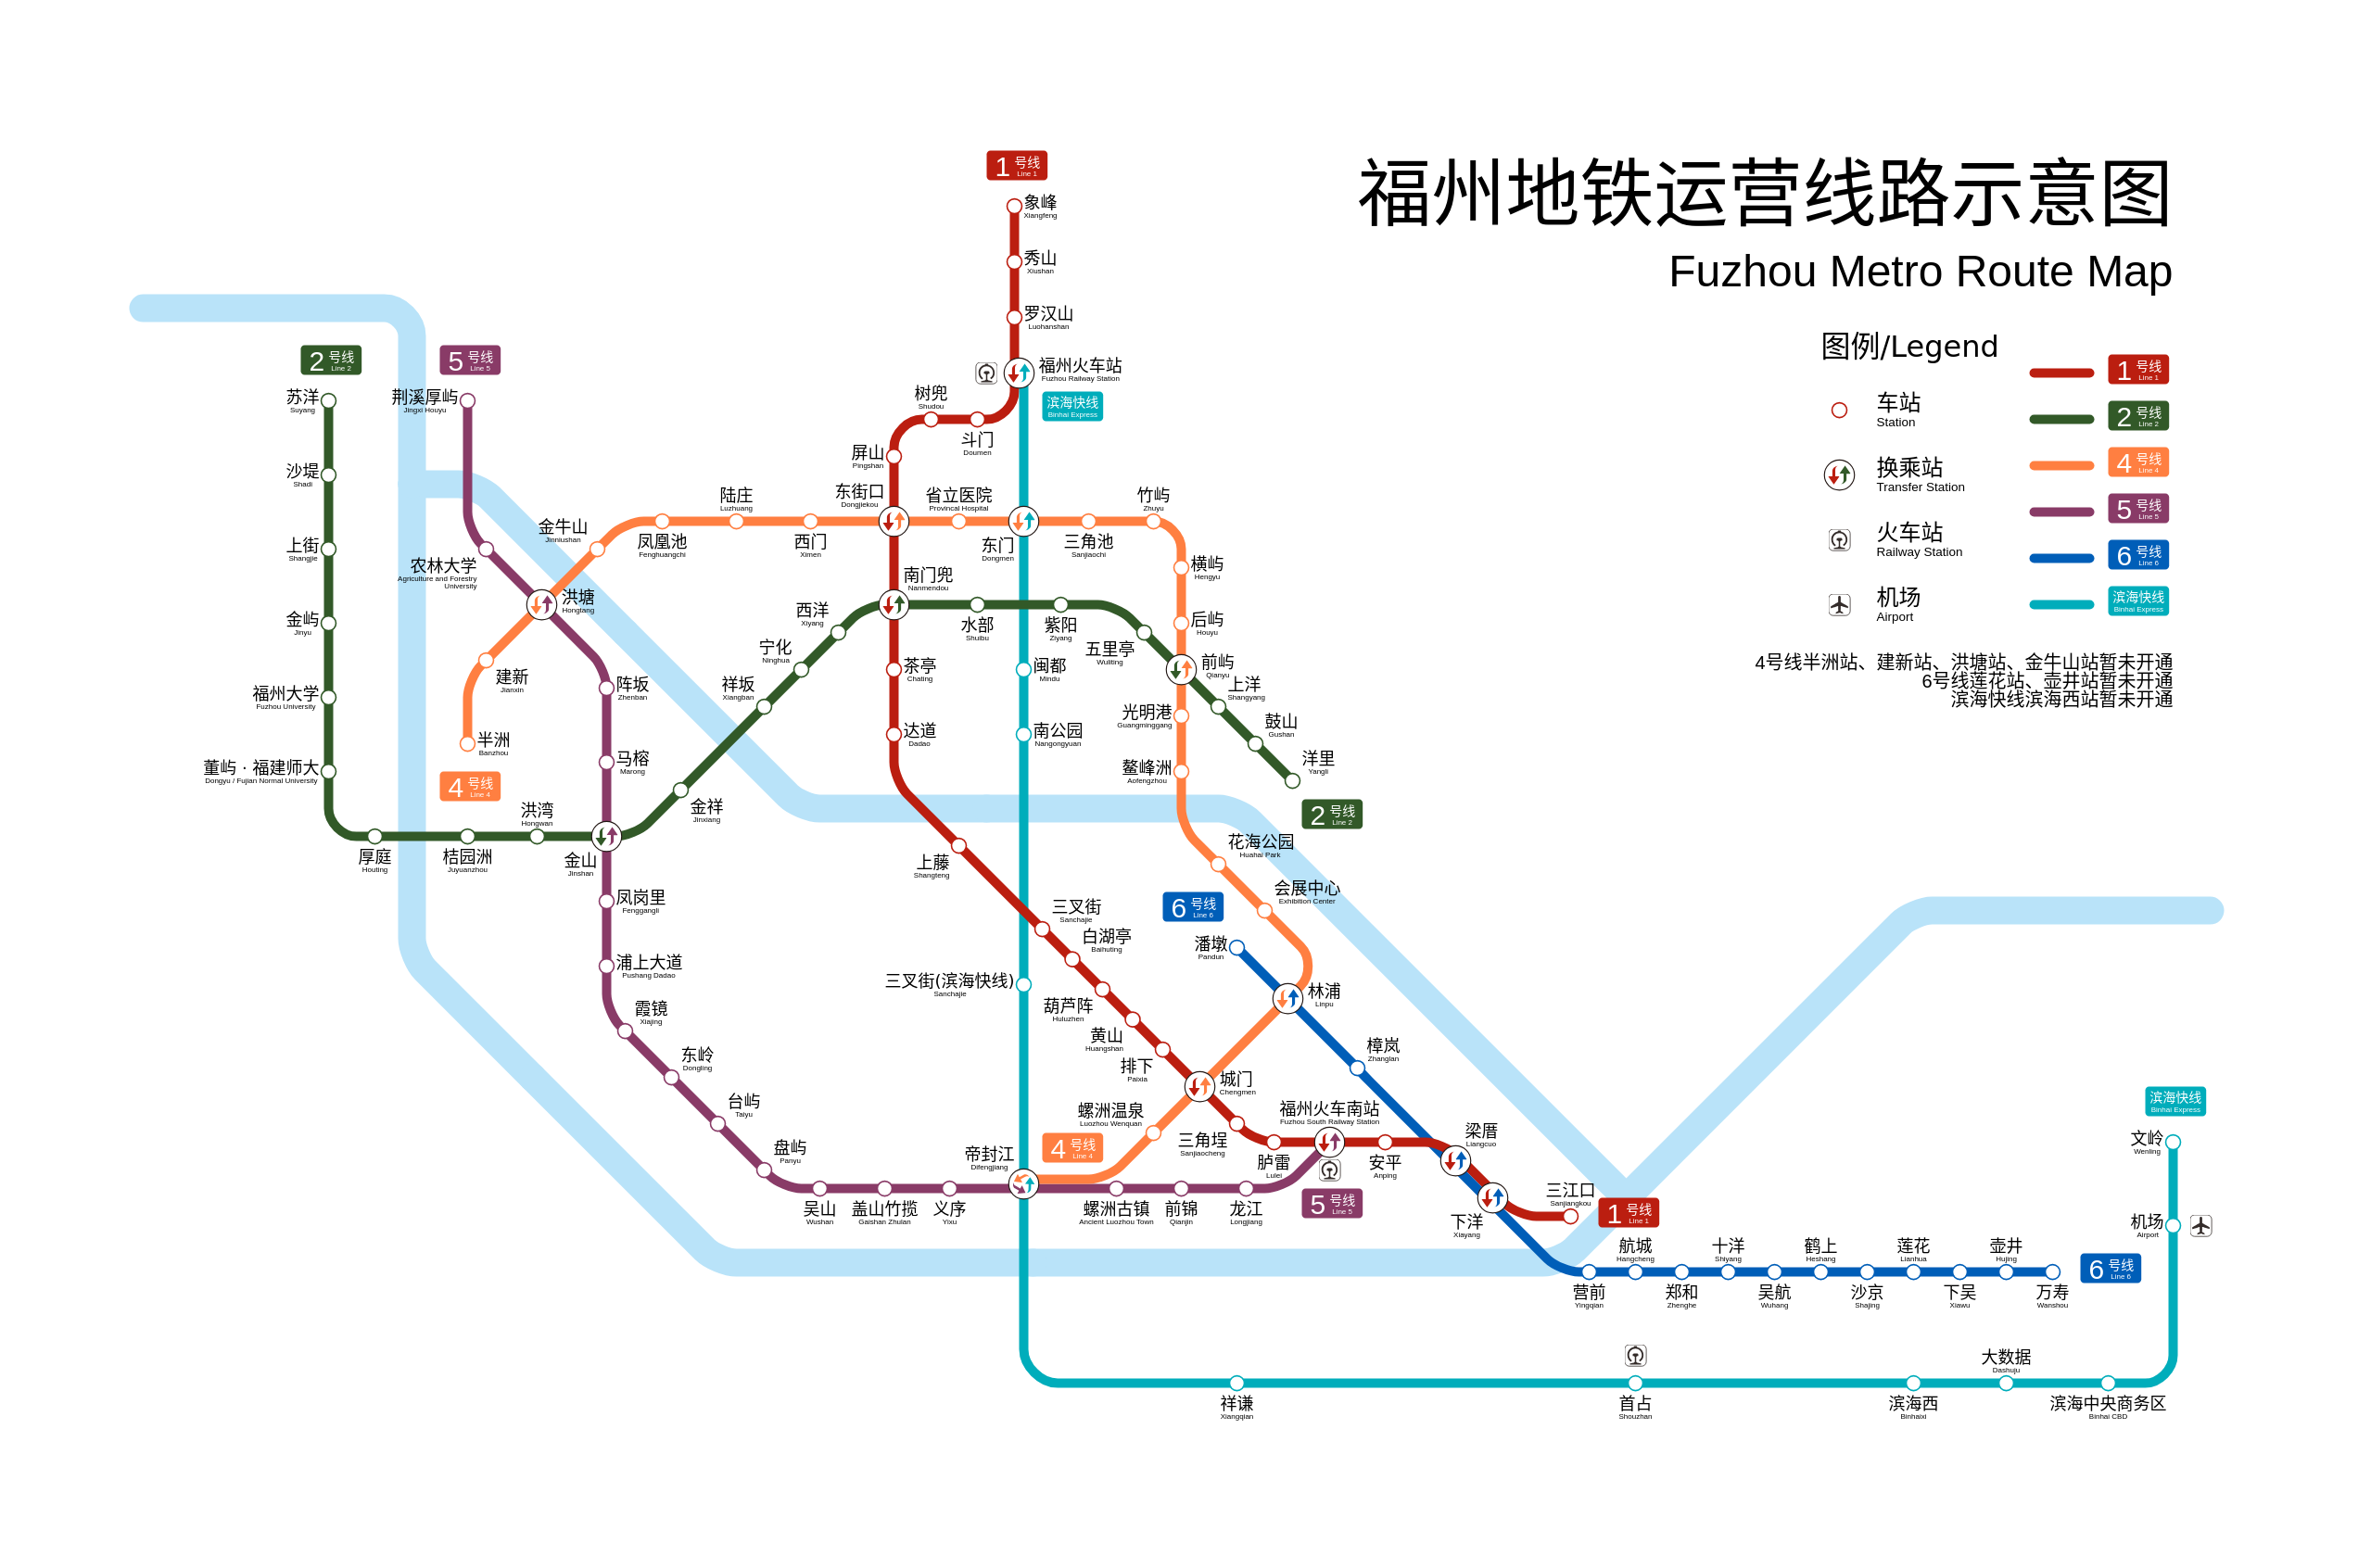 福州地铁运营线路示意图
Fuzhou Metro Route Map
图例/Legend
车站
Station
换乘站
Transfer Station
火车站
Railway Station
机场
Airport
1 号线
Line 1
2 号线
Line 2
4 号线
Line 4
5 号线
Line 5
6 号线
Line 6
滨海快线
Binhai Express
4号线半洲站、建新站、洪塘站、金牛山站暂未开通
6号线莲花站、壶井站暂未开通
滨海快线滨海西站暂未开通
1 号线
Line 1
象峰
Xiangfeng
秀山
Xiushan
罗汉山
Luohanshan
福州火车站
Fuzhou Railway Station
滨海快线
Binhai Express
树兜
Shudou
斗门
Doumen
屏山
Pingshan
东街口
Dongjiekou
南门兜
Nanmendou
茶亭
Chating
达道
Dadao
上藤
Shangteng
三叉街
Sanchajie
白湖亭
Baihuting
葫芦阵
Huluzhen
黄山
Huangshan
排下
Paixia
城门
Chengmen
三角埕
Sanjiaocheng
胪雷
Lulei
福州火车南站
Fuzhou South Railway Station
安平
Anping
梁厝
Liangcuo
下洋
Xiayang
三江口
Sanjiangkou
1 号线
Line 1
2 号线
Line 2
苏洋
Suyang
沙堤
Shadi
上街
Shangjie
金屿
Jinyu
福州大学
Fuzhou University
董屿 · 福建师大
Dongyu / Fujian Normal University
厚庭
Houting
桔园洲
Juyuanzhou
洪湾
Hongwan
金山
Jinshan
金祥
Jinxiang
祥坂
Xiangban
宁化
Ninghua
西洋
Xiyang
水部
Shuibu
紫阳
Ziyang
五里亭
Wuliting
前屿
Qianyu
上洋
Shangyang
鼓山
Gushan
洋里
Yangli
2 号线
Line 2
5 号线
Line 5
荆溪厚屿
Jingxi Houyu
农林大学
Agriculture and Forestry
University
洪塘
Hongtang
阵坂
Zhenban
马榕
Marong
凤岗里
Fenggangli
浦上大道
Pushang Dadao
霞镜
Xiajing
东岭
Dongling
台屿
Taiyu
盘屿
Panyu
吴山
Wushan
盖山竹揽
Gaishan Zhulan
义序
Yixu
帝封江
Difengjiang
螺洲古镇
Ancient Luozhou Town
前锦
Qianjin
龙江
Longjiang
5 号线
Line 5
4 号线
Line 4
半洲
Banzhou
建新
Jianxin
金牛山
Jinniushan
凤凰池
Fenghuangchi
陆庄
Luzhuang
西门
Ximen
省立医院
Provincal Hospital
东门
Dongmen
三角池
Sanjiaochi
竹屿
Zhuyu
横屿
Hengyu
后屿
Houyu
光明港
Guangminggang
鳌峰洲
Aofengzhou
花海公园
Huahai Park
会展中心
Exhibition Center
林浦
Linpu
螺洲温泉
Luozhou Wenquan
4 号线
Line 4
6 号线
Line 6
潘墩
Pandun
樟岚
Zhanglan
营前
Yingqian
航城
Hangcheng
郑和
Zhenghe
十洋
Shiyang
吴航
Wuhang
鹤上
Heshang
沙京
Shajing
莲花
Lianhua
下吴
Xiawu
壶井
Hujing
万寿
Wanshou
6 号线
Line 6
闽都
Mindu
南公园
Nangongyuan
三叉街(滨海快线)
Sanchajie
祥谦
Xiangqian
首占
Shouzhan
滨海西
Binhaixi
大数据
Dashuju
滨海中央商务区
Binhai CBD
机场
Airport
文岭
Wenling
滨海快线
Binhai Express